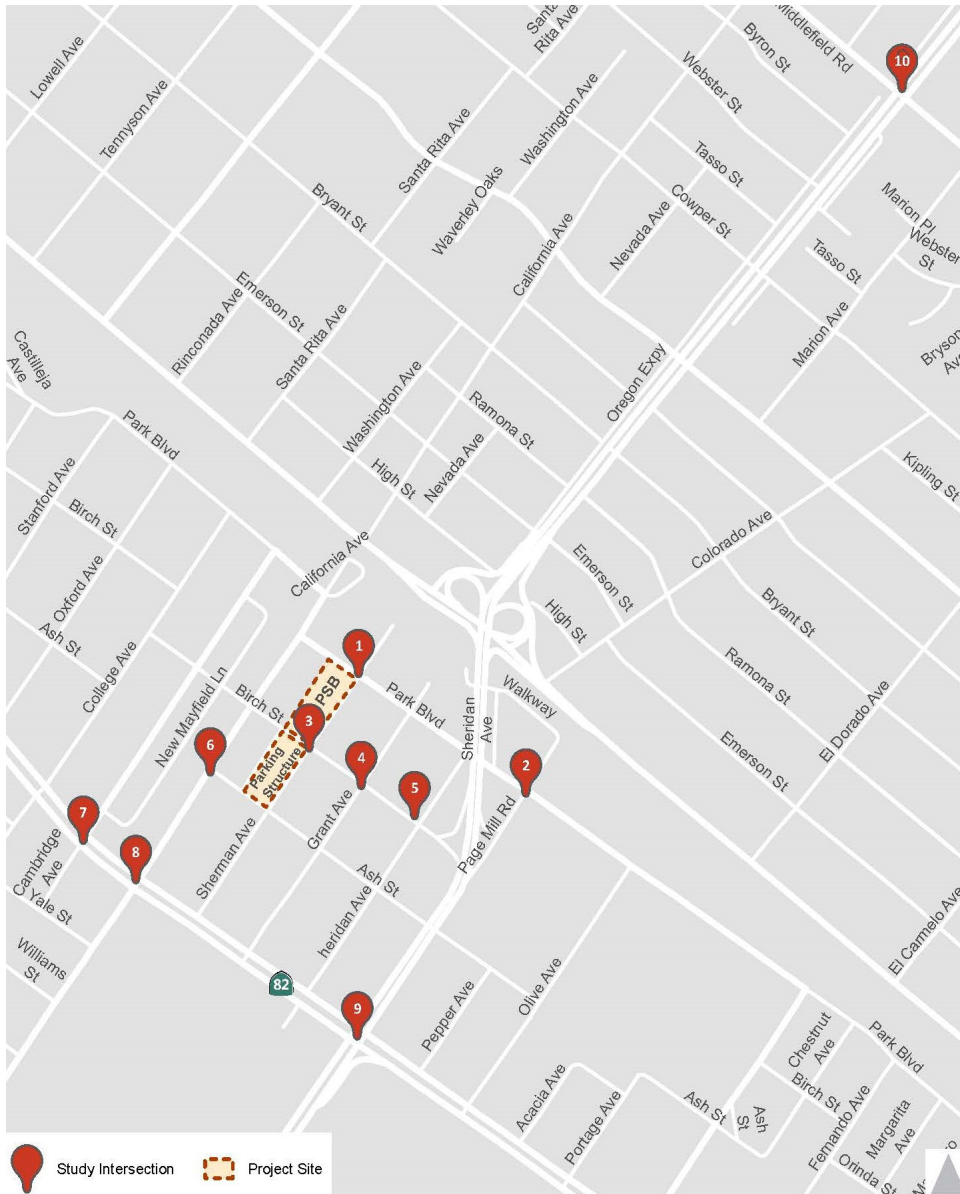 Lowell Ave
Tennyson Ave
Santa
Rita Ave
Middlefield Rd
Byron St
10
Webster St
Washington Ave
Santa Rita Ave
Tasso St
Waverley Oaks
Bryant St
Cowper St
Marion Pl
Webster
St
Nevada Ave
California Ave
Tasso St
Emerson St
Rinconada Ave
Santa Rita Ave
Marion Ave
Bryson
Ave
Castilleja
Ave
Oregon Expy
Washington Ave
Ramona St
Park Blvd
High St
Nevada Ave
Kipling St
Stanford Ave
Birch St
Colorado Ave
California Ave
Emerson St
Oxford Ave
Bryant St
High St
Ash St
College Ave
1
PSB
Ramona St
New Mayfield Ln
Birch St
Park Blvd
Walkway
El Dorado Ave
Sheridan
Ave
3
6
4
2
Parking
Structure
Emerson St
5
Grant Ave
Page Mill Rd
7
8
Cambridge
Ave
Sherman Ave
Ash St
Yale St
heridan Ave
El Carmelo Ave
Williams
St
82
Olive Ave
9
Pepper Ave
Chestnut
Ave
Park Blvd
Acacia Ave
Birch St
Portage Ave
Ash St
Ash
St
Fernando Ave
Margarita
Ave
Orinda St
Study Intersection
Project Site